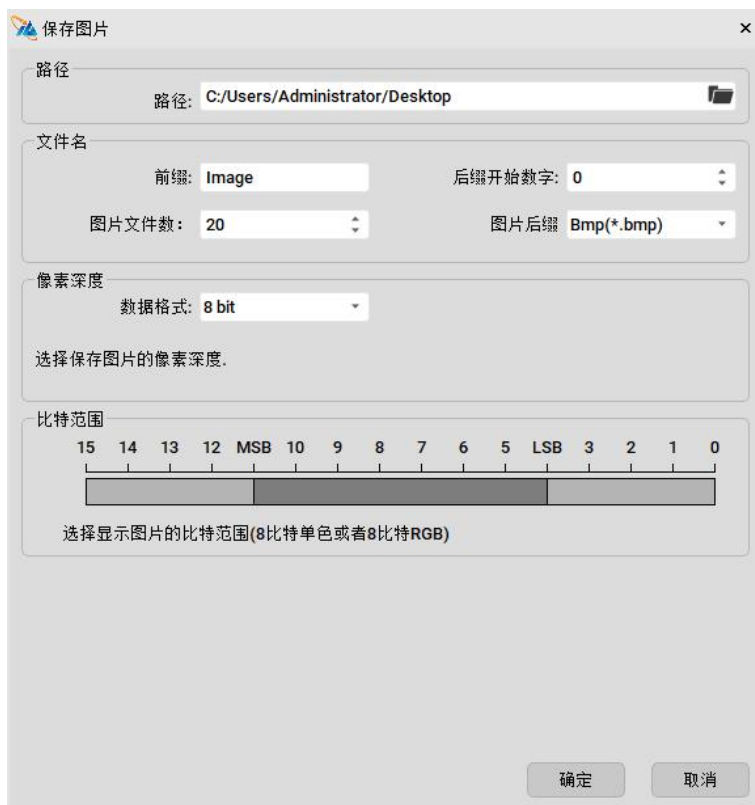 保存图片
路径
路径: C:/Users/Administrator/Desktop
文件名
前缀: Image 后缀开始数字: 0
图片文件数： 20 图片后缀 Bmp(*.bmp)
像素深度
数据格式: 8 bit
选择保存图片的像素深度.
比特范围
15 14 13 12 MSB 10 9 8 7 6 5 LSB 3 2 1 0
选择显示图片的比特范围(8比特单色或者8比特RGB)
确定 取消